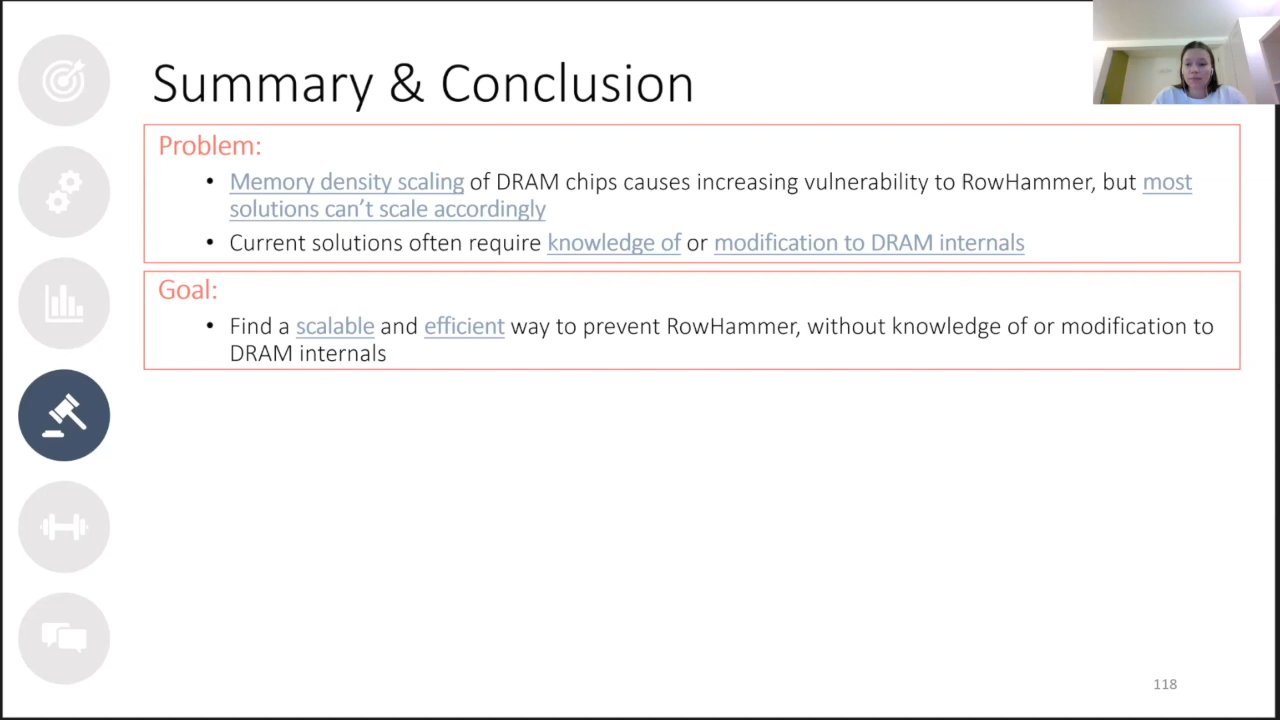 Summary & Conclusion
Problem:
• Memory density scaling of DRAM chips causes increasing vulnerability to RowHammer, but most
solutions can't scale accordingly
• Current solutions often require knowledge of or modification to DRAM internals
Goal:
• Find a scalable and efficient way to prevent RowHammer, without knowledge of or modification to
DRAM internals
118